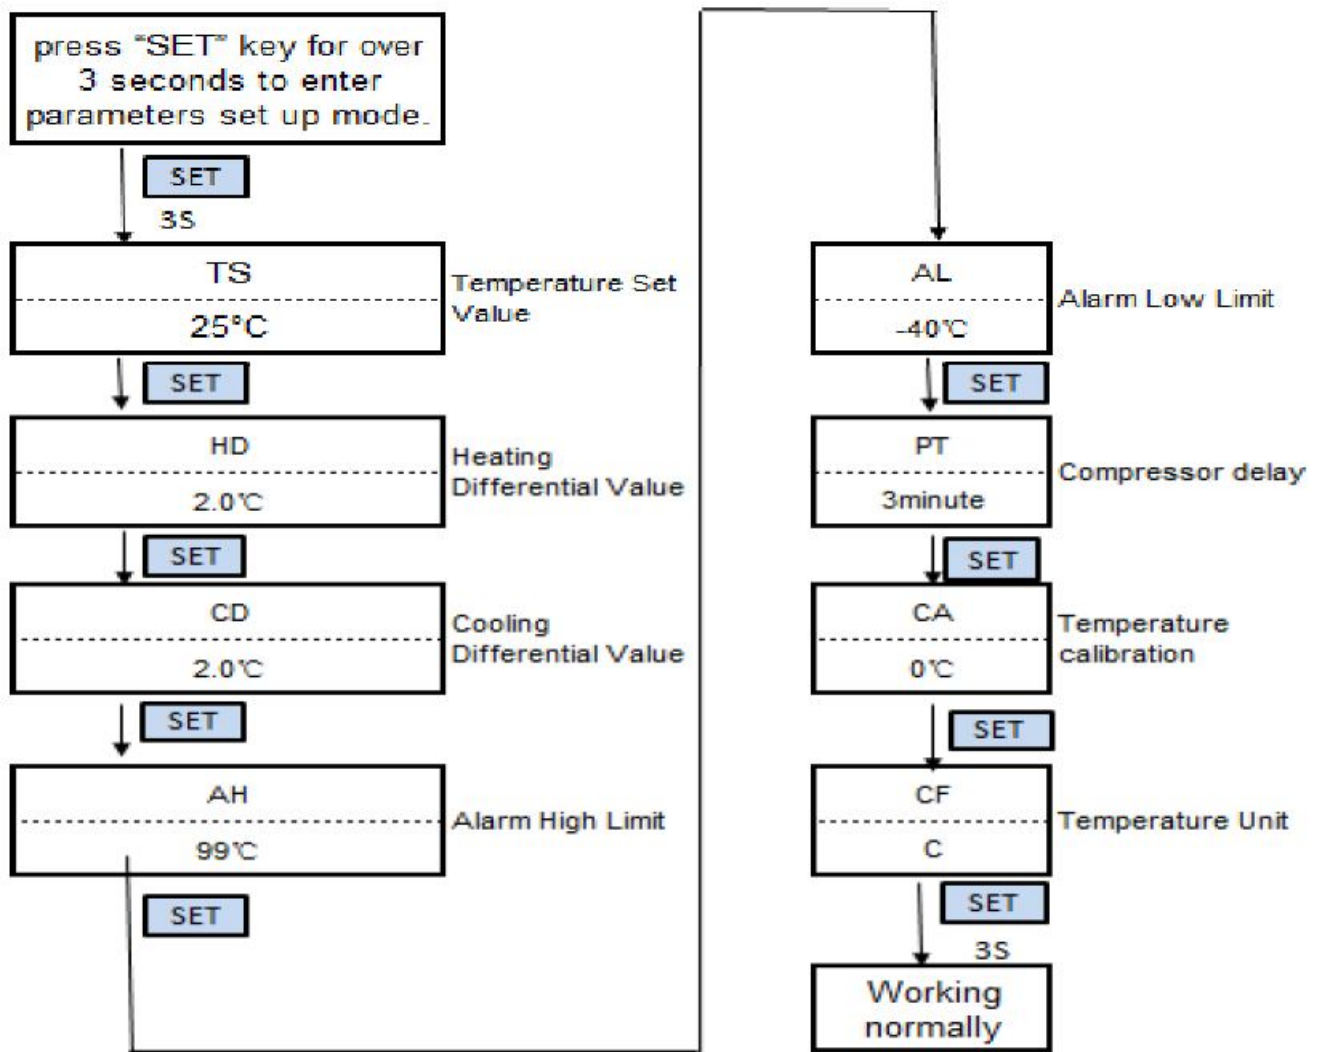 press "SET" key for over
3 seconds to enter
parameters set up mode.
SET
3S
TS
25°C
Temperature Set
Value
SET
HD
2.0℃
Heating
Differential Value
SET
CD
2.0℃
Cooling
Differential Value
SET
AH
99℃
Alarm High Limit
SET
AL
-40℃
Alarm Low Limit
SET
PT
3minute
Compressor delay
SET
CA
0℃
Temperature
calibration
SET
CF
C
Temperature Unit
SET
3S
Working
normally